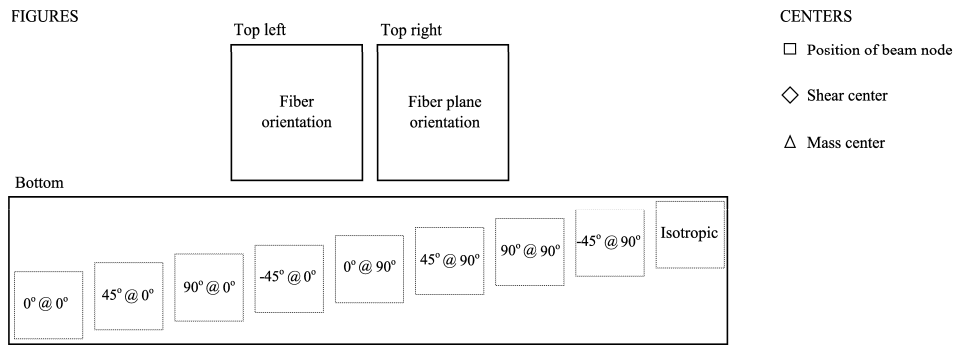 FIGURES
CENTERS
Top left
Top right
Position of beam node
Shear center
Mass center
Fiber
orientation
Fiber plane
orientation
Bottom
0° @ 0°
45° @ 0°
90° @ 0°
-45° @ 0°
0° @ 90°
45° @ 90°
90° @ 90°
-45° @ 90°
Isotropic